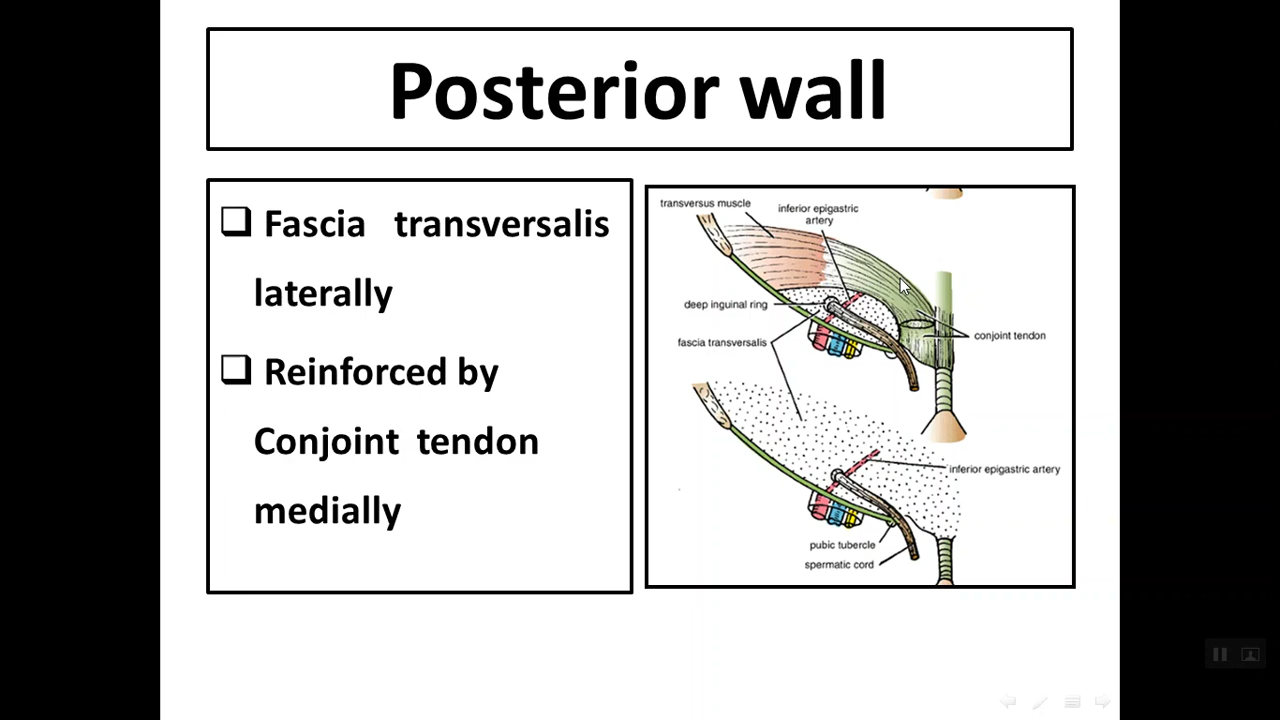 Posterior wall
❑ Fascia transversalis
laterally
❑ Reinforced by
Conjoint tendon
medially
transversus muscle
inferior epigastric
artery
deep inguinal ring
conjoint tendon
fascia transversalis
inferior epigastric artery
pubic tubercle
spermatic cord